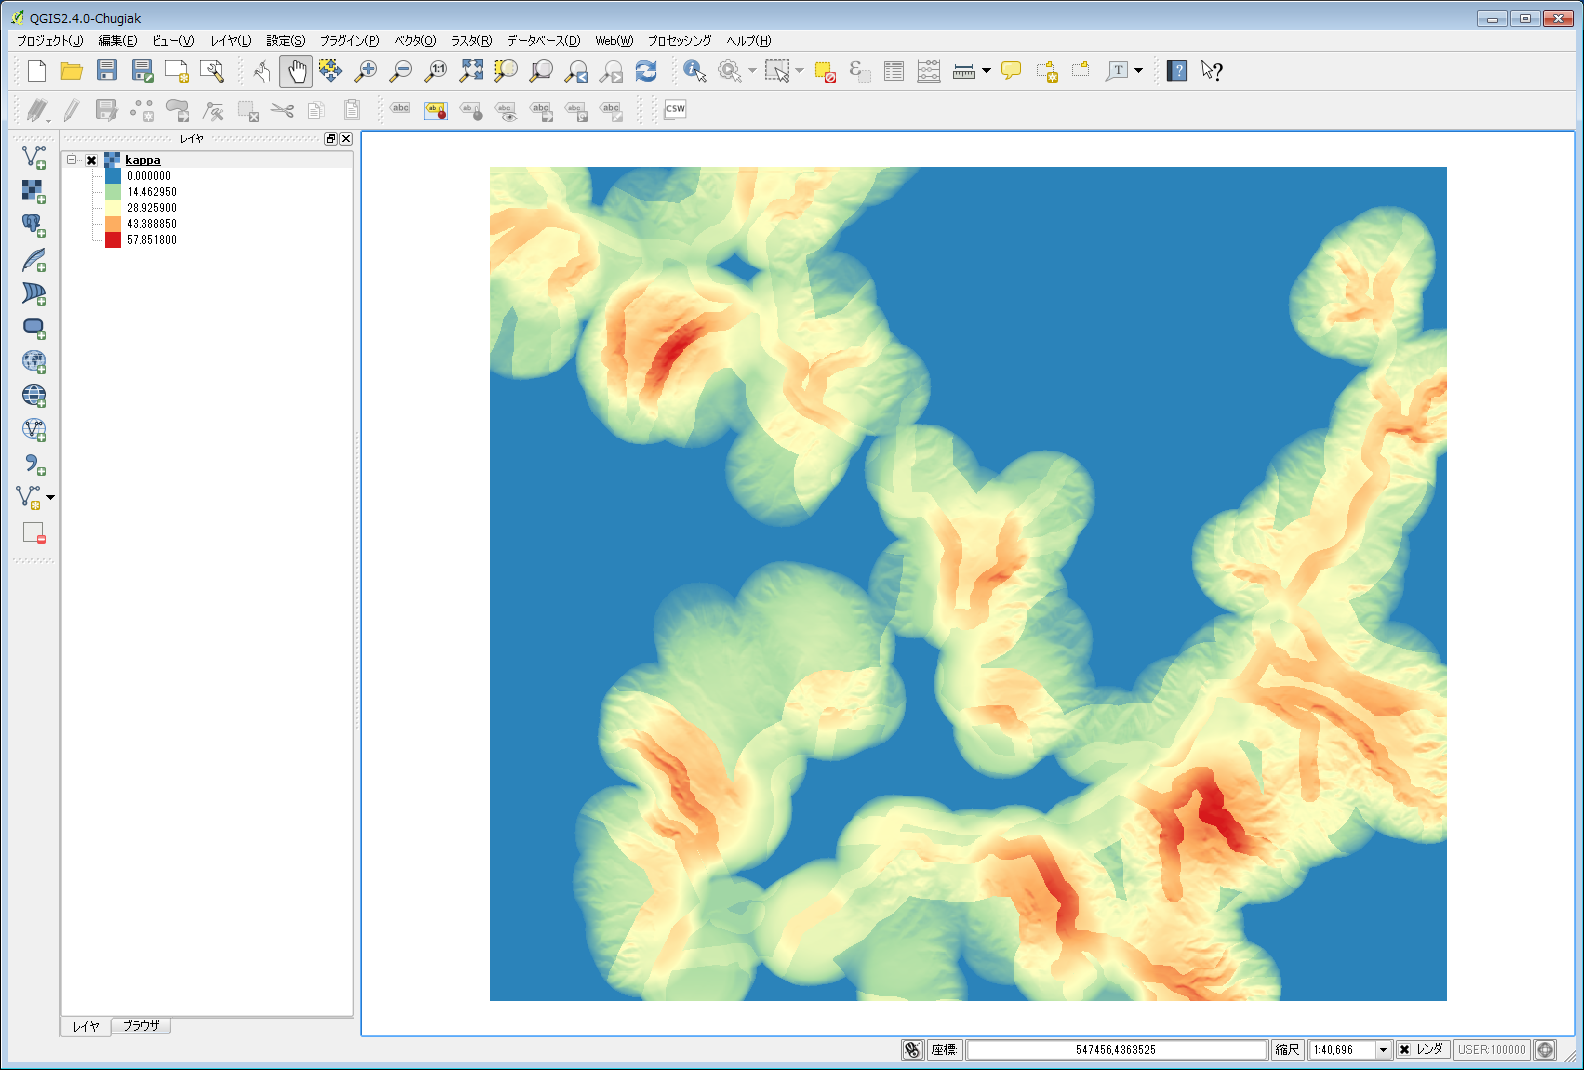 QGIS2.4.0-Chugiak
プロジェクト(J) 編集(E) ビュー(V) レイヤ(L) 設定(S) プラグイン(P) ベクタ(O) ラスタ(R) データベース(D) Web(W) プロセッシング ヘルプ(H)
1:1
T
?
?
abc
ab
ab
abc
abc
abc
abc
CSW
レイヤ
kappa
0.000000
14.462950
28.925900
43.388850
57.851800
レイヤ ブラウザ
座標: 547456,4363525 縮尺 1:40,696 レンダ USER:100000